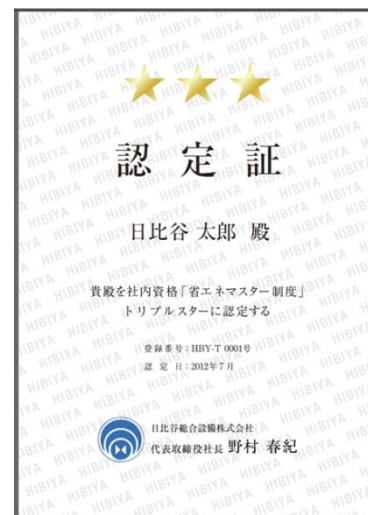 認定証
日比谷 太郎 殿
貴殿を社内資格「省エネマスター制度」
トリプルスターに認定する
登録番号：HBY-T 0001号
認 定 日：2012年7月
日比谷総合設備株式会社
代表取締役社長 野村 春紀
HIBIYA